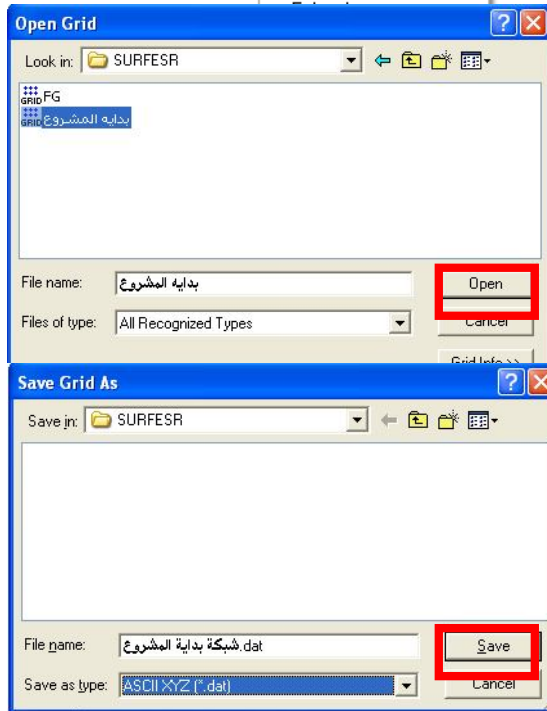 Open Grid
Look in: SURFESR
GRID FG
GRID بدايه المشروع
File name: بدايه المشروع
Open
Files of type: All Recognized Types
Cancel
Grid Info >>
Save Grid As
Save in: SURFESR
File name: شبكة بداية المشروع.dat
Save
Save as type: ASCII XYZ (*.dat)
Cancel